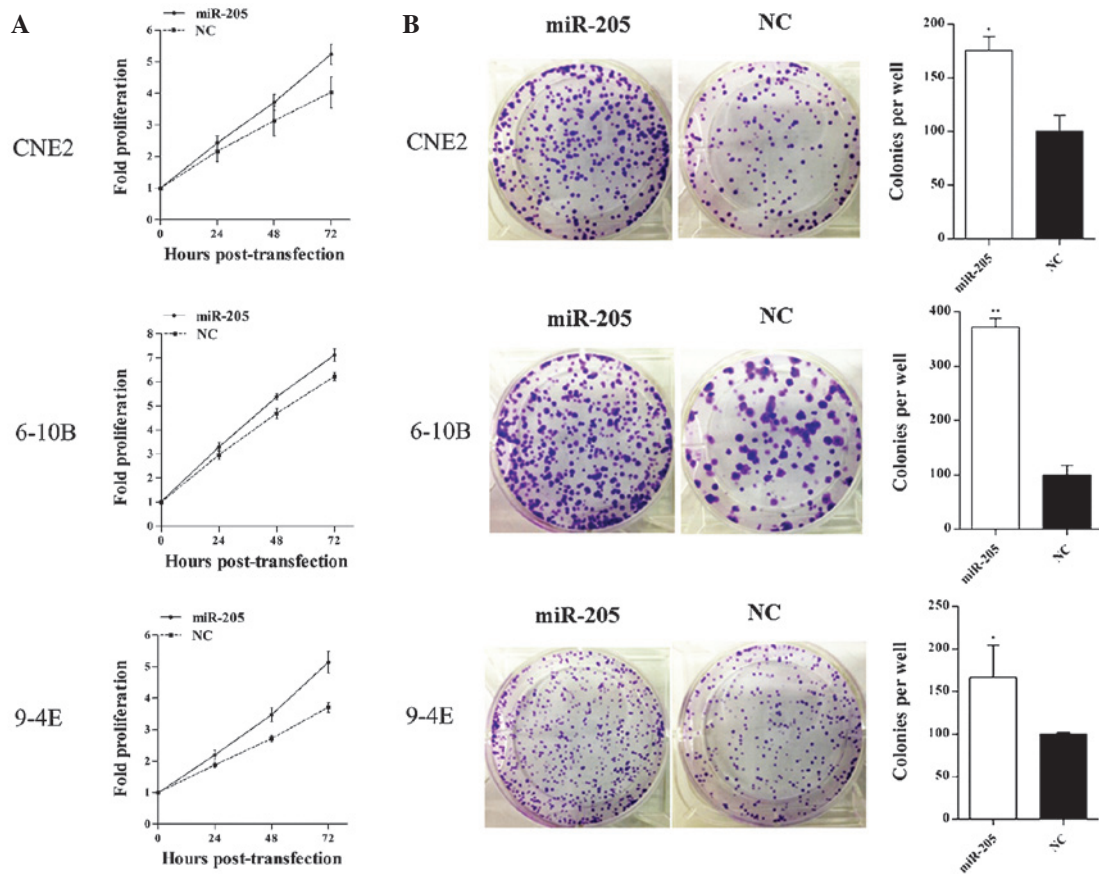 A
miR-205
NC
6
5
4
3
2
1
0
Fold proliferation
0 24 48 72
Hours post-transfection
CNE2
B
miR-205 NC
CNE2
200
150
100
50
0
Colonies per well
*
miR-205
NC
miR-205
NC
8
7
6
5
4
3
2
1
0
Fold proliferation
0 24 48 72
Hours post-transfection
6-10B
miR-205 NC
6-10B
400
300
200
100
0
Colonies per well
**
miR-205
NC
miR-205
NC
6
5
4
3
2
1
0
Fold proliferation
0 24 48 72
Hours post-transfection
9-4E
miR-205 NC
9-4E
250
200
150
100
50
0
Colonies per well
*
miR-205
NC